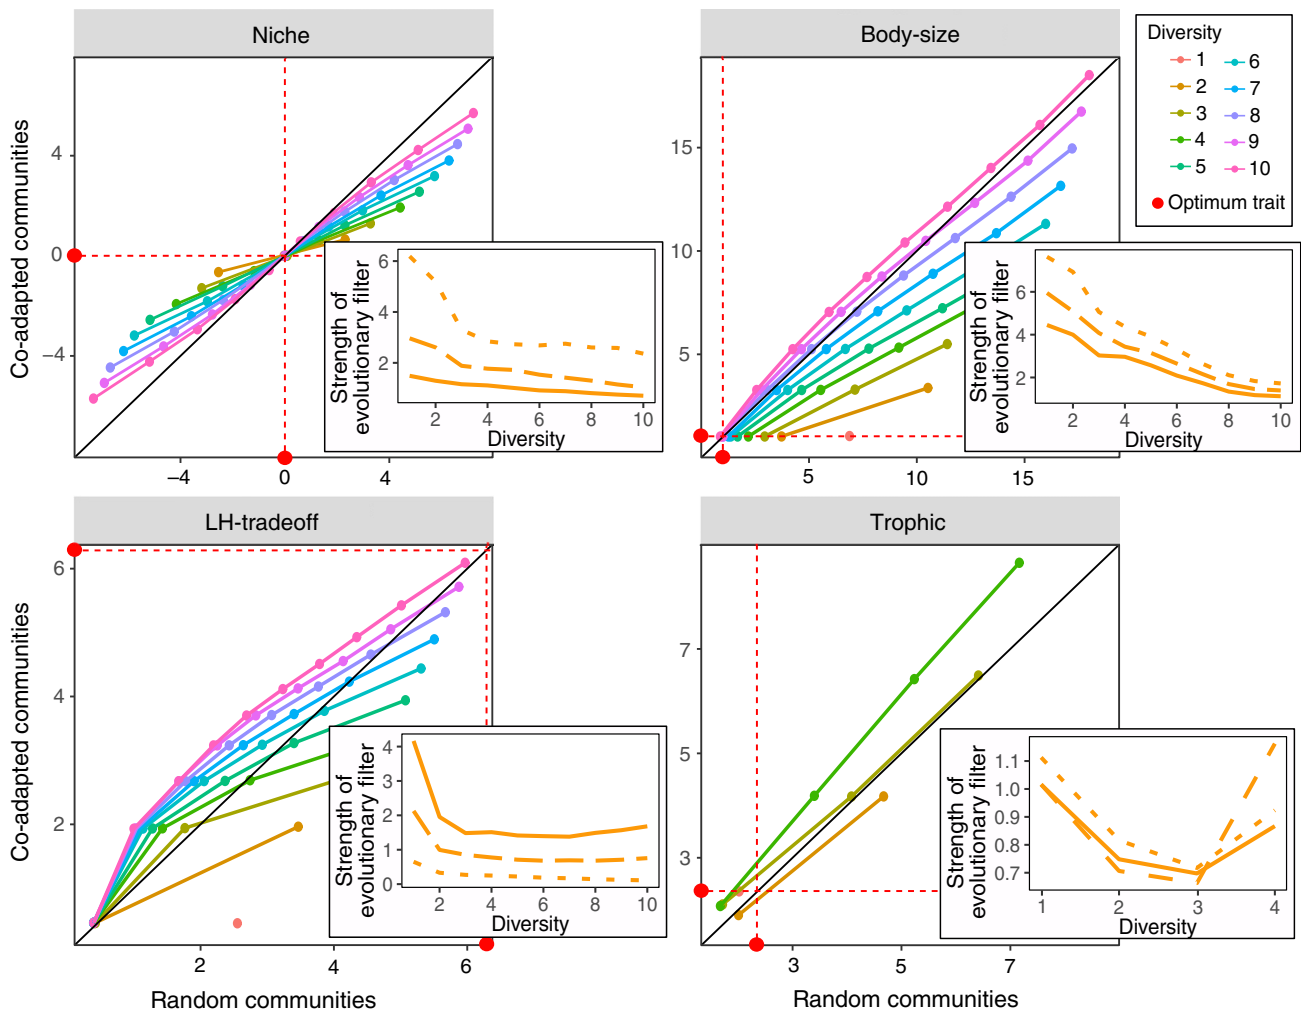 Niche
Body-size
Diversity
1 6
2 7
3 8
4 9
5 10
Optimum trait
Co-adapted communities
4
0
−4
−4 0 4
Strength of
evolutionary filter
6
4
2
2 4 6 8 10
Diversity
15
10
5
5 10 15
Strength of
evolutionary filter
6
4
2
2 4 6 8 10
Diversity
LH-tradeoff
Trophic
Co-adapted communities
6
4
2
2 4 6
Random communities
Strength of
evolutionary filter
4
3
2
1
0
2 4 6 8 10
Diversity
7
5
3
3 5 7
Random communities
Strength of
evolutionary filter
1.1
1.0
0.9
0.8
0.7
1 2 3 4
Diversity